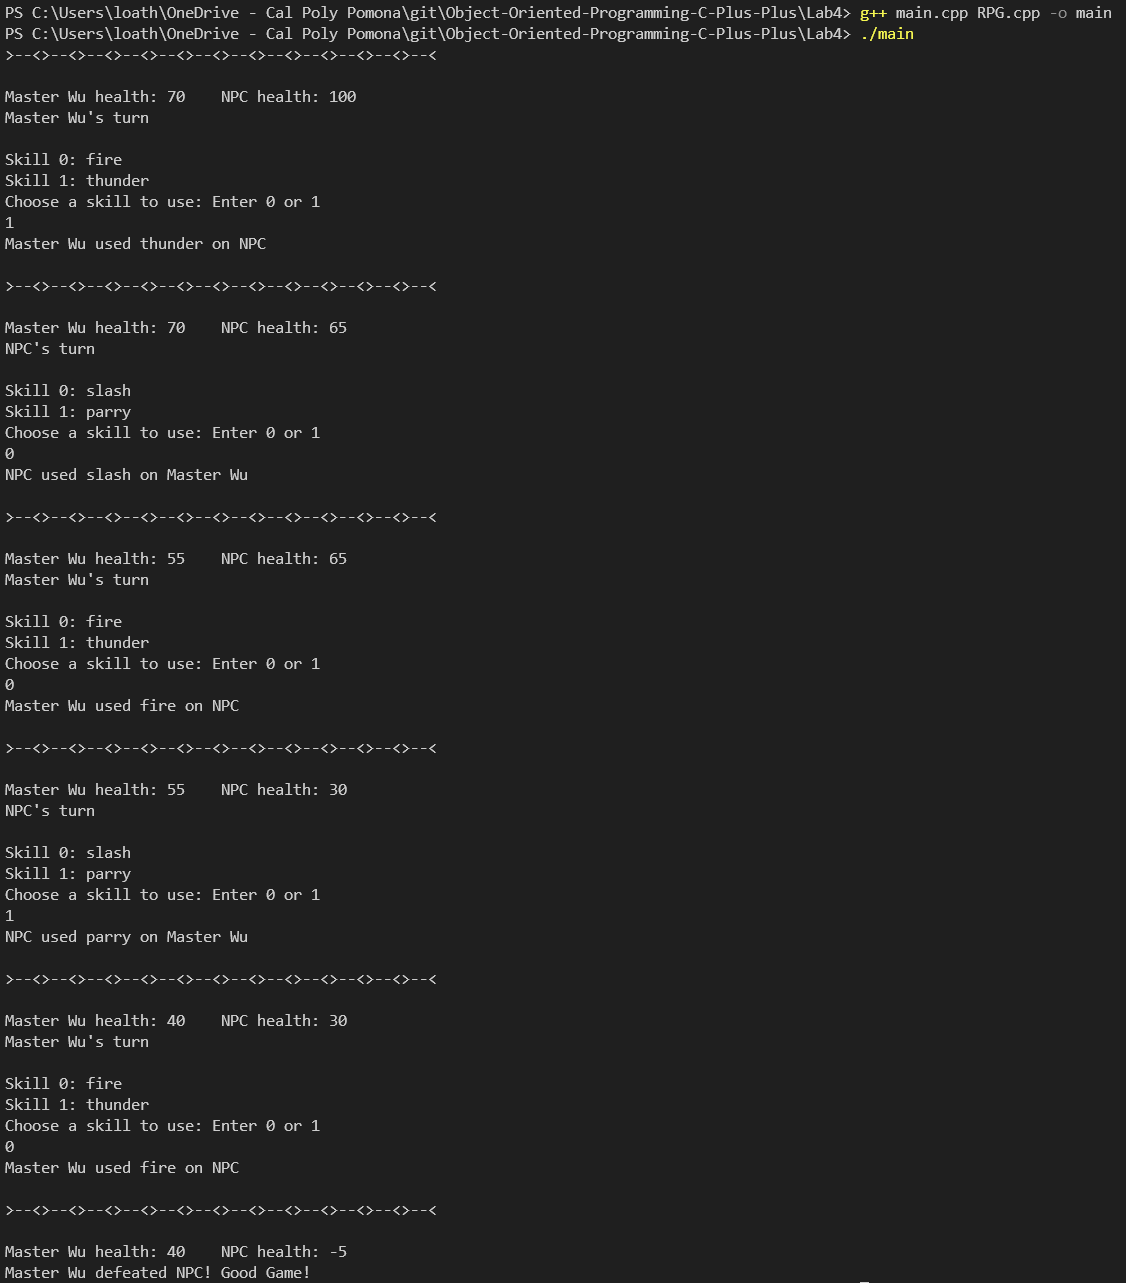 PS C:\Users\loath\OneDrive - Cal Poly Pomona\git\Object-Oriented-Programming-C-Plus-Plus\Lab4> g++ main.cpp RPG.cpp -o main
PS C:\Users\loath\OneDrive - Cal Poly Pomona\git\Object-Oriented-Programming-C-Plus-Plus\Lab4> ./main
>--<>--<>--<>--<>--<>--<>--<>--<>--<>--<>--<>--<
Master Wu health: 70    NPC health: 100
Master Wu's turn
Skill 0: fire
Skill 1: thunder
Choose a skill to use: Enter 0 or 1
1
Master Wu used thunder on NPC
>--<>--<>--<>--<>--<>--<>--<>--<>--<>--<>--<>--<
Master Wu health: 70    NPC health: 65
NPC's turn
Skill 0: slash
Skill 1: parry
Choose a skill to use: Enter 0 or 1
0
NPC used slash on Master Wu
>--<>--<>--<>--<>--<>--<>--<>--<>--<>--<>--<>--<
Master Wu health: 55    NPC health: 65
Master Wu's turn
Skill 0: fire
Skill 1: thunder
Choose a skill to use: Enter 0 or 1
0
Master Wu used fire on NPC
>--<>--<>--<>--<>--<>--<>--<>--<>--<>--<>--<>--<
Master Wu health: 55    NPC health: 30
NPC's turn
Skill 0: slash
Skill 1: parry
Choose a skill to use: Enter 0 or 1
1
NPC used parry on Master Wu
>--<>--<>--<>--<>--<>--<>--<>--<>--<>--<>--<>--<
Master Wu health: 40    NPC health: 30
Master Wu's turn
Skill 0: fire
Skill 1: thunder
Choose a skill to use: Enter 0 or 1
0
Master Wu used fire on NPC
>--<>--<>--<>--<>--<>--<>--<>--<>--<>--<>--<>--<
Master Wu health: 40    NPC health: -5
Master Wu defeated NPC! Good Game!